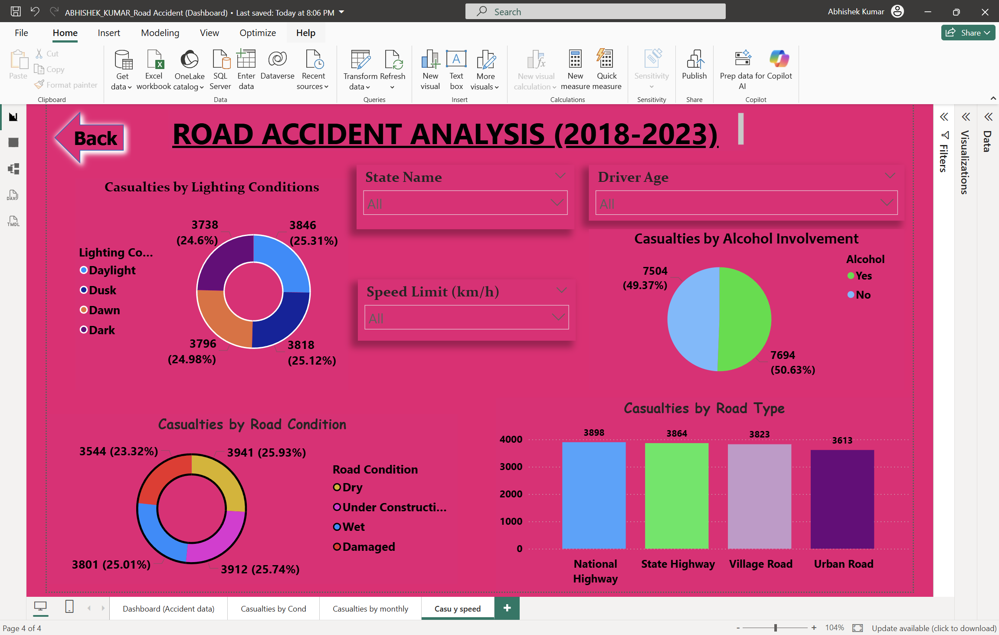 ABHISHEK_KUMAR_Road Accident (Dashboard) • Last saved: Today at 8:06 PM
Search
Abhishek Kumar
File
Home
Insert
Modeling
View
Optimize
Help
Share
Paste
Cut
Copy
Format painter
Clipboard
Get
data
Excel
workbook
OneLake
catalog
SQL
Server
Enter
data
Dataverse
Recent
sources
Data
Transform
data
Refresh
Queries
New
visual
A
Text
box
More
visuals
Insert
New visual
calculation
New
measure
Quick
measure
Calculations
Sensitivity
Sensitivity
Publish
Share
Prep data for
AI
Copilot
Copilot
DAX
TMDL
Back
ROAD ACCIDENT ANALYSIS (2018-2023)
Filters
Visualizations
Data
State Name
All
Driver Age
All
Speed Limit (km/h)
All
Casualties by Lighting Conditions
3738
(24.6%)
3846
(25.31%)
3796
(24.98%)
3818
(25.12%)
Lighting Co...
Daylight
Dusk
Dawn
Dark
Casualties by Alcohol Involvement
7504
(49.37%)
7694
(50.63%)
Alcohol
Yes
No
Casualties by Road Condition
3544 (23.32%)
3941 (25.93%)
3801 (25.01%)
3912 (25.74%)
Road Condition
Dry
Under Constructi...
Wet
Damaged
Casualties by Road Type
4000
3000
2000
1000
0
3898
3864
3823
3613
National
Highway
State Highway
Village Road
Urban Road
Dashboard (Accident data)
Casualties by Cond
Casualties by monthly
Casu y speed
+
Page 4 of 4
- + 104%
Update available (click to download)